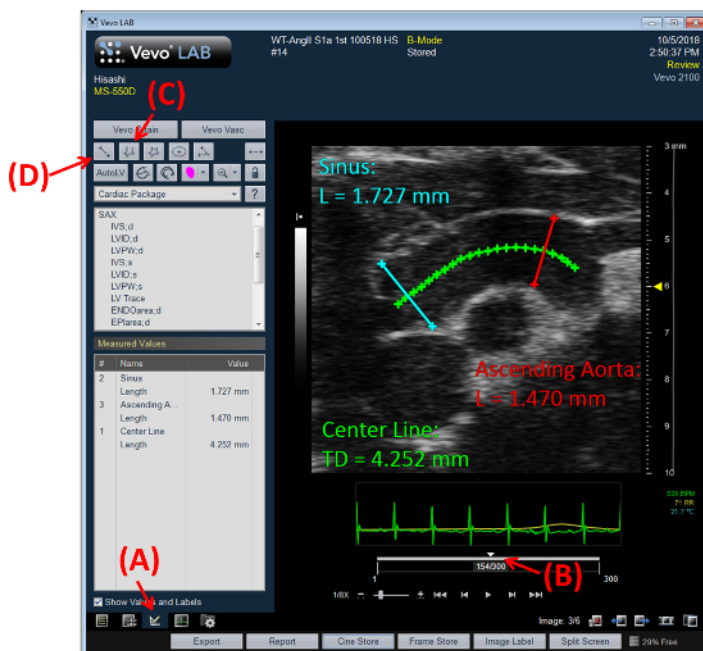 Vevo LAB
Vevo® LAB
WT-AngII S1a 1st 100518 HS
#14
B-Mode
Stored
10/5/2018
2:50:37 PM
Review
Vevo 2100
Hisashi
MS-550D
(C)
Vevo Strain
Vevo Vasc
(D)
AutoLV
Cardiac Package
?
SAX
IVS;d
LVID;d
LVPW;d
IVS;s
LVID;s
LVPW;s
LV Trace
ENDOarea;d
EPIarea;d
Measured Values
# Name Value
2 Sinus
Length 1.727 mm
3 Ascending A...
Length 1.470 mm
1 Center Line
Length 4.252 mm
(A)
Show Values and Labels
Sinus:
L = 1.727 mm
Ascending Aorta:
L = 1.470 mm
Center Line:
TD = 4.252 mm
3 mm
4
5
6
7
8
9
10
529 BPM
71 RR
21.7 °C
154/300
(B)
1
300
1/8X
Image: 3/6
Export
Report
Cine Store
Frame Store
Image Label
Split Screen
29% Free